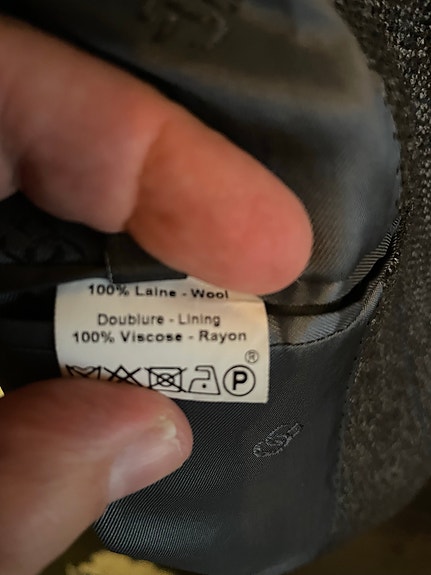 100% Laine - Wool
Doublure - Lining
100% Viscose - Rayon
®
P